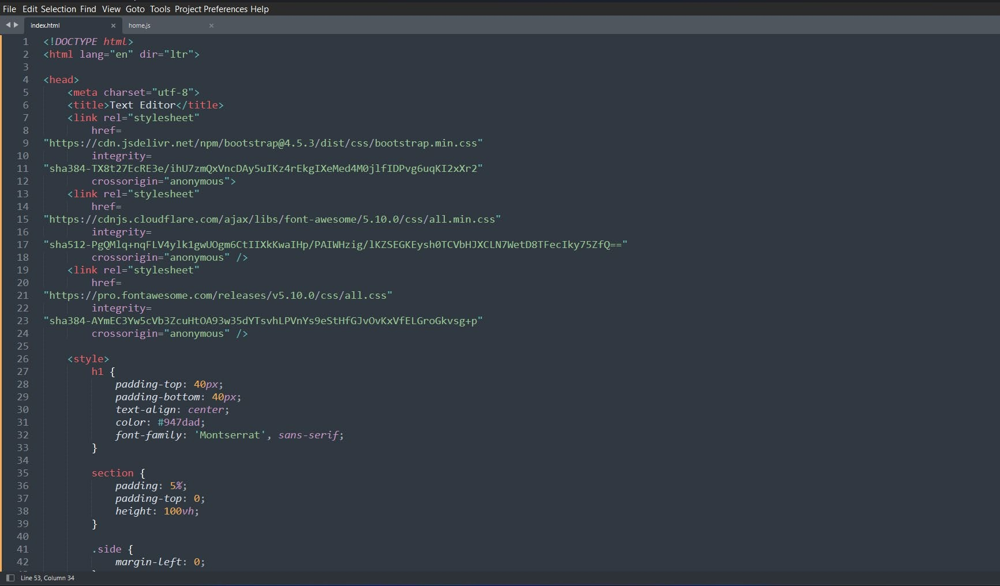 File Edit Selection Find View Goto Tools Project Preferences Help
index.html × home.js ×
1 <!DOCTYPE html>
2 <html lang="en" dir="ltr">
3
4 <head>
5 <meta charset="utf-8">
6 <title>Text Editor</title>
7 <link rel="stylesheet"
8 href=
9 "https://cdn.jsdelivr.net/npm/bootstrap@4.5.3/dist/css/bootstrap.min.css"
10 integrity=
11 "sha384-TX8t27EcRE3e/ihU7zmQxVncDAy5uIKz4rEkgIXeMed4M0jlfIDPvg6uqKI2xXr2"
12 crossorigin="anonymous">
13 <link rel="stylesheet"
14 href=
15 "https://cdnjs.cloudflare.com/ajax/libs/font-awesome/5.10.0/css/all.min.css"
16 integrity=
17 "sha512-PgQMlq+nqFLV4ylk1gwUOgm6CtIIXkKwaIHp/PAIWHzig/lKZSEGKEysh0TCVbHJXCLN7WetD8TFecIky75ZfQ=="
18 crossorigin="anonymous" />
19 <link rel="stylesheet"
20 href=
21 "https://pro.fontawesome.com/releases/v5.10.0/css/all.css"
22 integrity=
23 "sha384-AYmEC3Yw5cVb3ZcuHtOA93w35dYTsvhLPVnYs9eStHfGJvOvKxVfELGroGkvsg+p"
24 crossorigin="anonymous" />
25
26 <style>
27 h1 {
28 padding-top: 40px;
29 padding-bottom: 40px;
30 text-align: center;
31 color: #947dad;
32 font-family: 'Montserrat', sans-serif;
33 }
34
35 section {
36 padding: 5%;
37 padding-top: 0;
38 height: 100vh;
39 }
40
41 .side {
42 margin-left: 0;
Line 53, Column 34